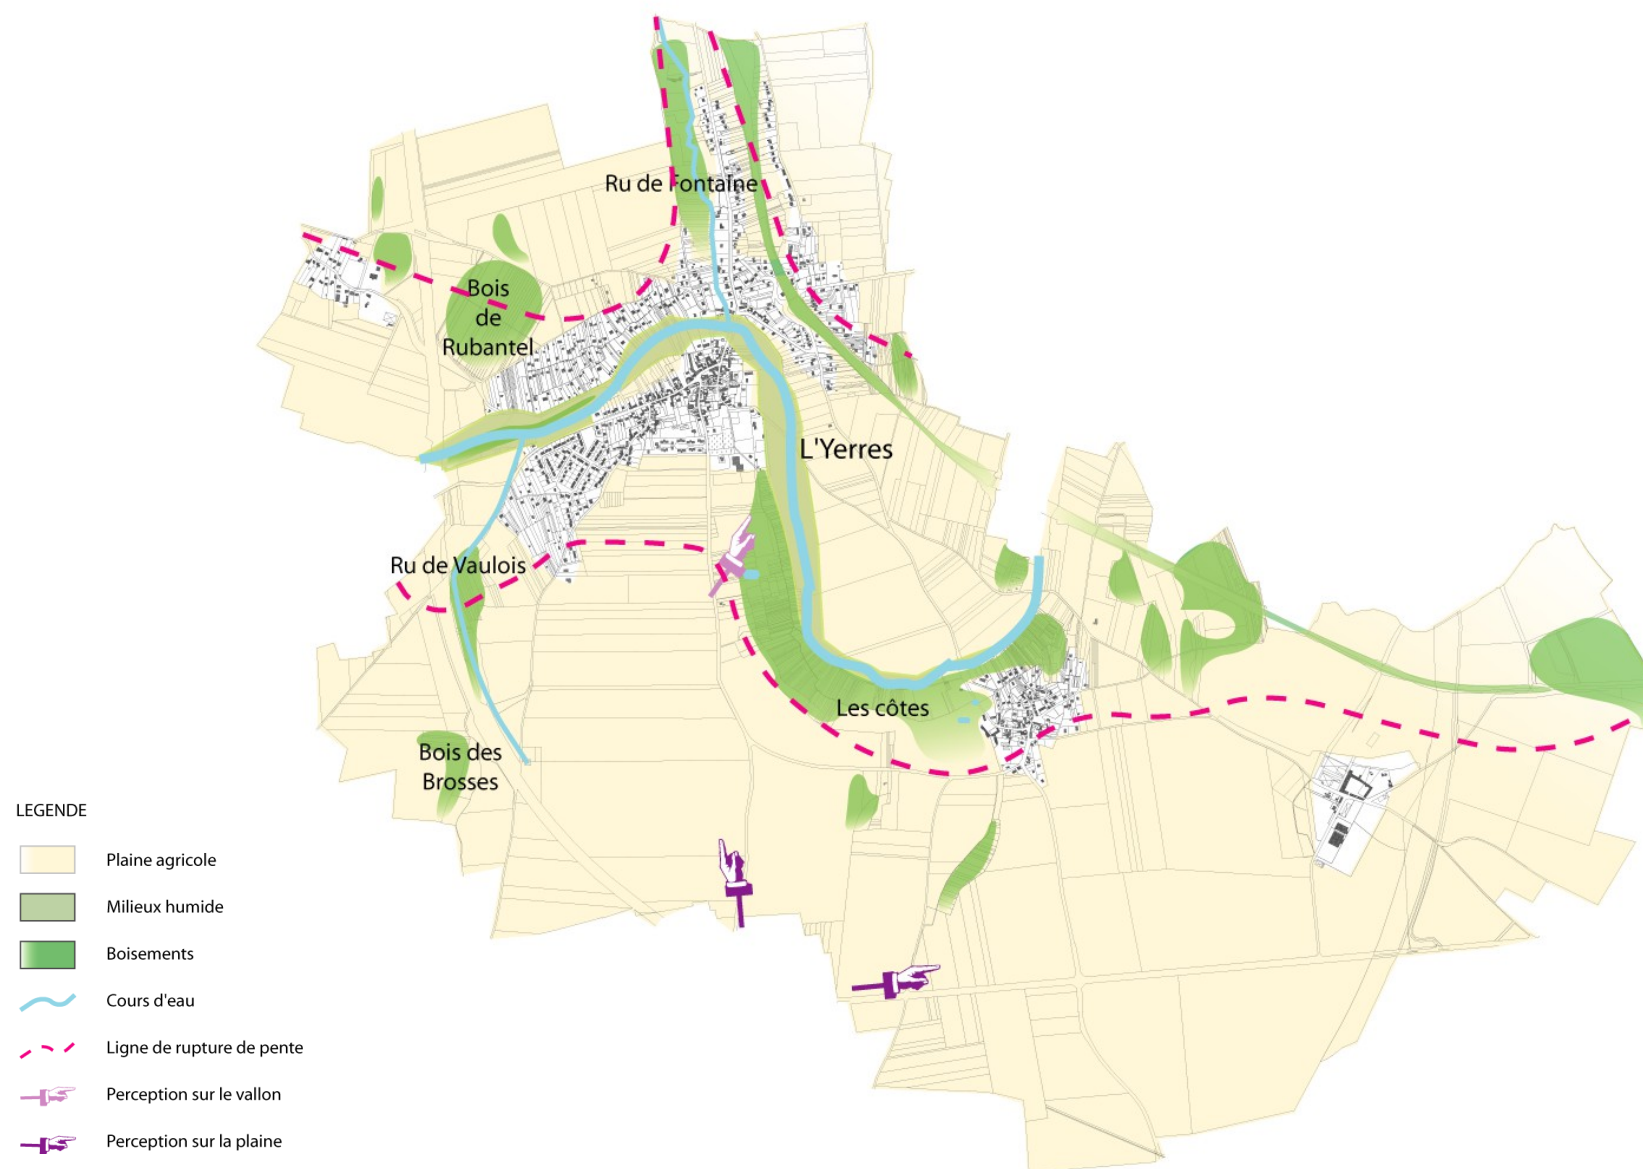 Ru de Fontaine
Bois
de
Rubantel
L'Yerres
Ru de Vaulois
Les côtes
Bois des
Brosses
LEGENDE
Plaine agricole
Milieux humide
Boisements
Cours d'eau
Ligne de rupture de pente
Perception sur le vallon
Perception sur la plaine